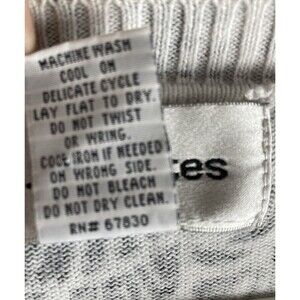 MACHINE WASH
COOL ON
DELICATE CYCLE
LAY FLAT TO DRY.
DO NOT TWIST
OR WRING.
COOL IRON IF NEEDED
ON WRONG SIDE.
DO NOT BLEACH
DO NOT DRY CLEAN.
RN# 67830